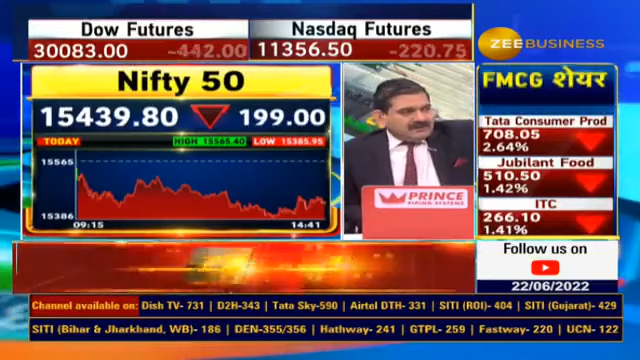 Dow Futures
30083.00 -442.00
Nasdaq Futures
11356.50 -220.75
ZEE BUSINESS
Nifty 50
15439.80 199.00
TODAY HIGH 15565.40 LOW 15385.95
15565
15386
09:15 14:41
PRINCE
PIPING SYSTEMS
FMCG शेयर
Tata Consumer Prod
708.05
2.64%
Jubilant Food
510.50
1.42%
ITC
266.10
1.41%
Follow us on
22/06/2022
Channel available on: Dish TV- 731 | D2H-343 | Tata Sky-590 | Airtel DTH- 331 | SITI (ROI)- 404 | SITI (Gujarat)- 429
SITI (Bihar & Jharkhand, WB)- 186 | DEN-355/356 | Hathway- 241 | GTPL- 259 | Fastway- 220 | UCN- 122